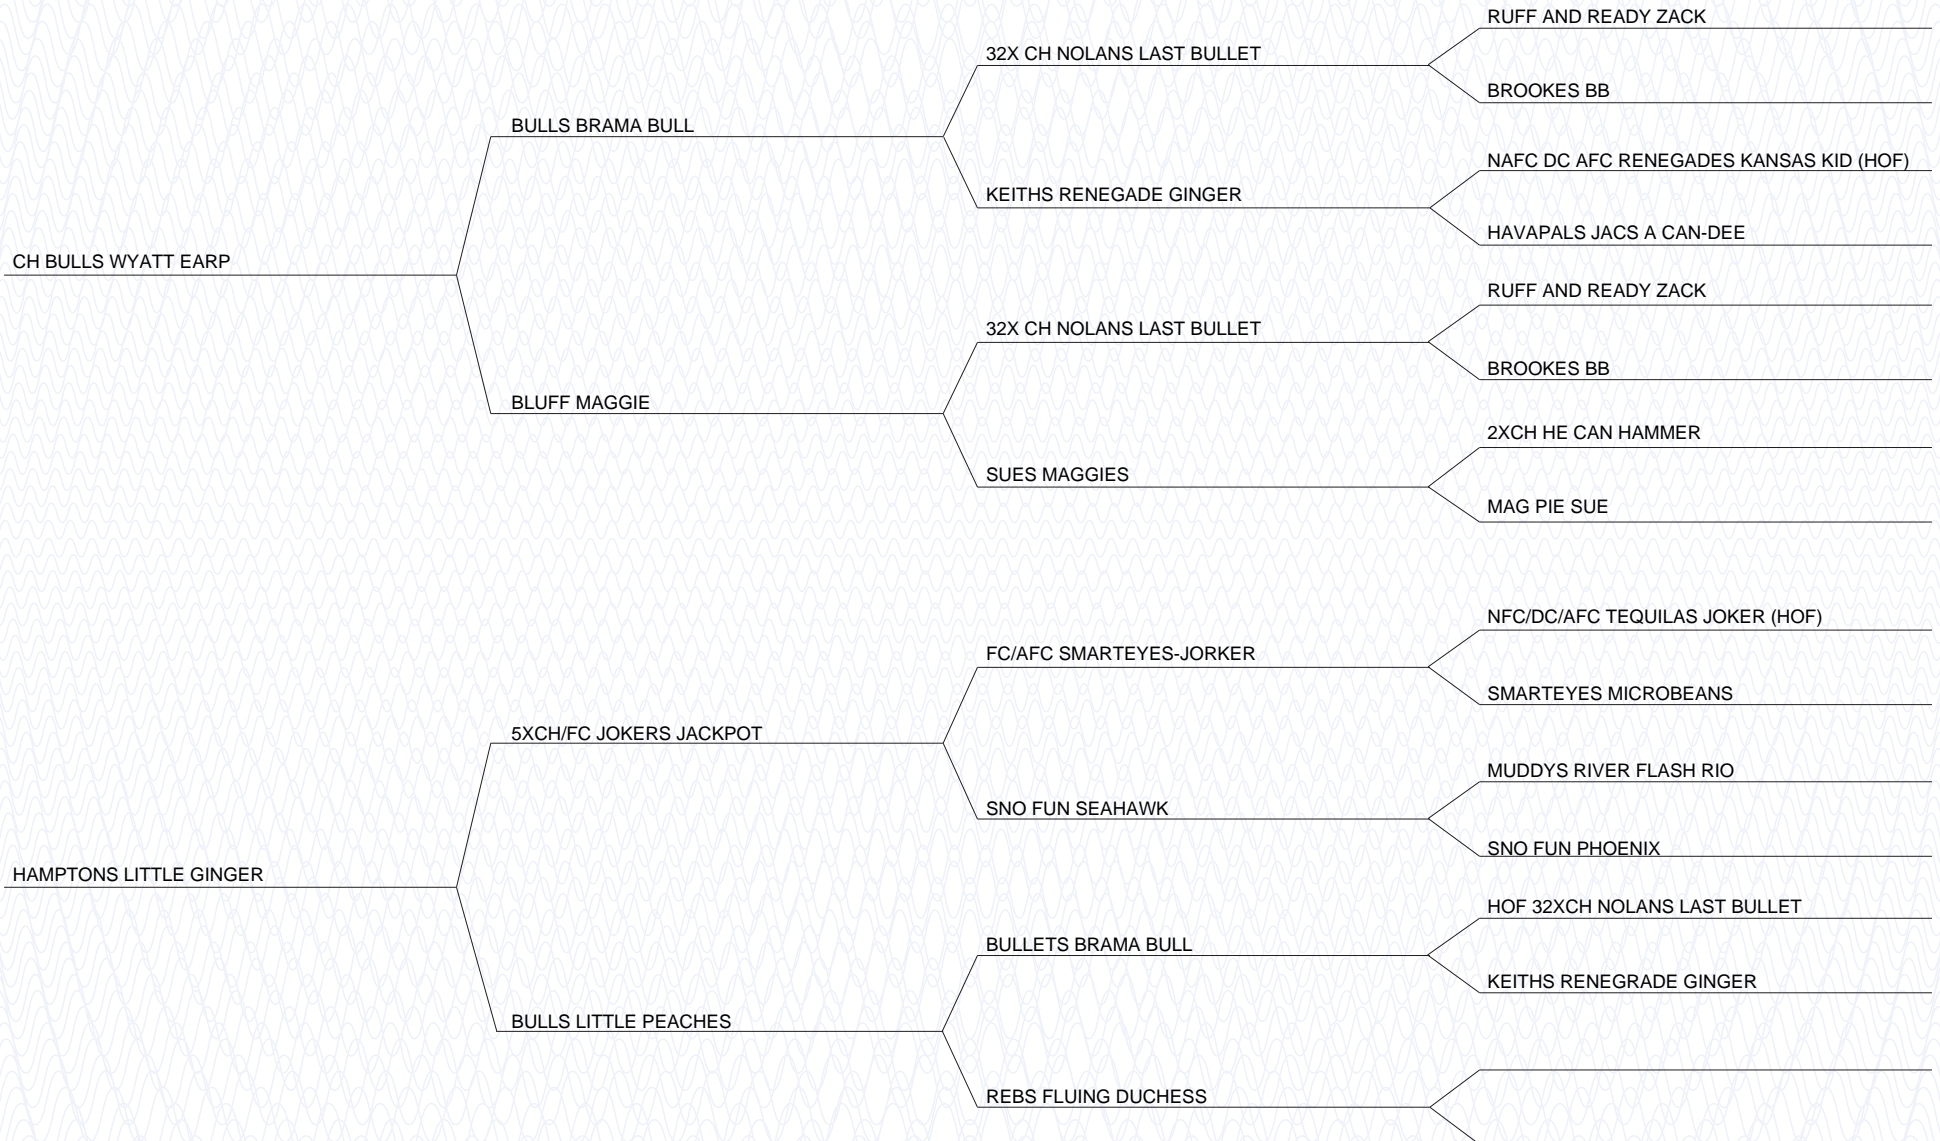 RUFF AND READY ZACK
32X CH NOLANS LAST BULLET
BROOKES BB
BULLS BRAMA BULL
NAFC DC AFC RENEGADES KANSAS KID (HOF)
KEITHS RENEGADE GINGER
HAVAPALS JACS A CAN-DEE
CH BULLS WYATT EARP
RUFF AND READY ZACK
32X CH NOLANS LAST BULLET
BROOKES BB
BLUFF MAGGIE
2XCH HE CAN HAMMER
SUES MAGGIES
MAG PIE SUE
NFC/DC/AFC TEQUILAS JOKER (HOF)
FC/AFC SMARTEYES-JORKER
SMARTEYES MICROBEANS
5XCH/FC JOKERS JACKPOT
MUDDYS RIVER FLASH RIO
SNO FUN SEAHAWK
SNO FUN PHOENIX
HAMPTONS LITTLE GINGER
HOF 32XCH NOLANS LAST BULLET
BULLETS BRAMA BULL
KEITHS RENEGRADE GINGER
BULLS LITTLE PEACHES
REBS FLUING DUCHESS